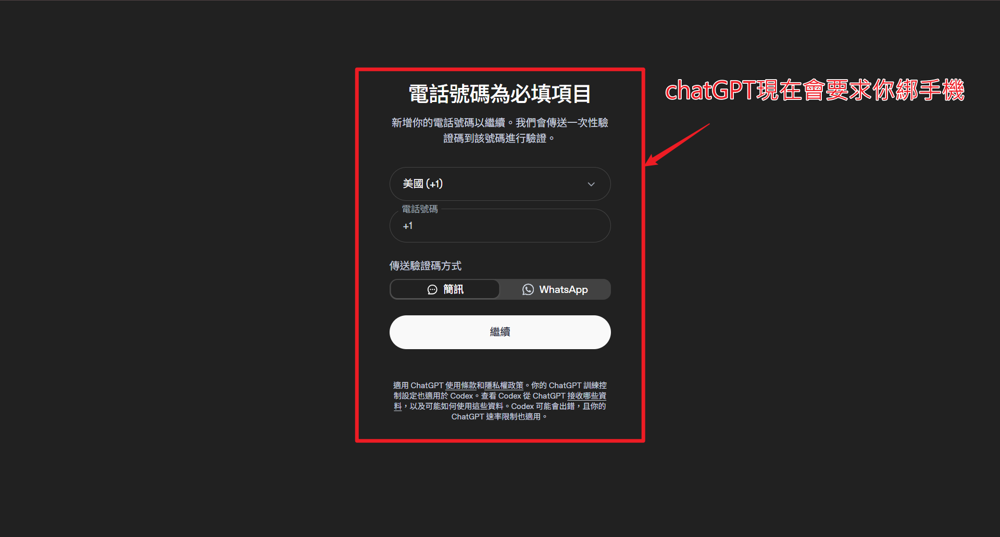 電話號碼為必填項目
chatGPT現在會要求你綁手機
新增你的電話號碼以繼續。我們會傳送一次性驗
證碼到該號碼進行驗證。
美國 (+1)
電話號碼
+1
傳送驗證碼方式
簡訊
WhatsApp
繼續
適用 ChatGPT 使用條款和隱私權政策。你的 ChatGPT 訓練控
制設定也適用於 Codex。查看 Codex 從 ChatGPT 接收哪些資
料，以及可能如何使用這些資料。Codex 可能會出錯，且你的
ChatGPT 速率限制也適用。